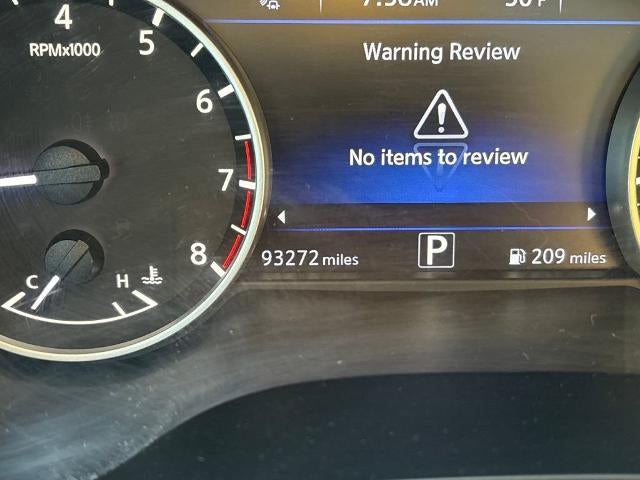 4
5
RPMx1000
6
7
8
C
H
Warning Review
No items to review
93272 miles
P
209 miles